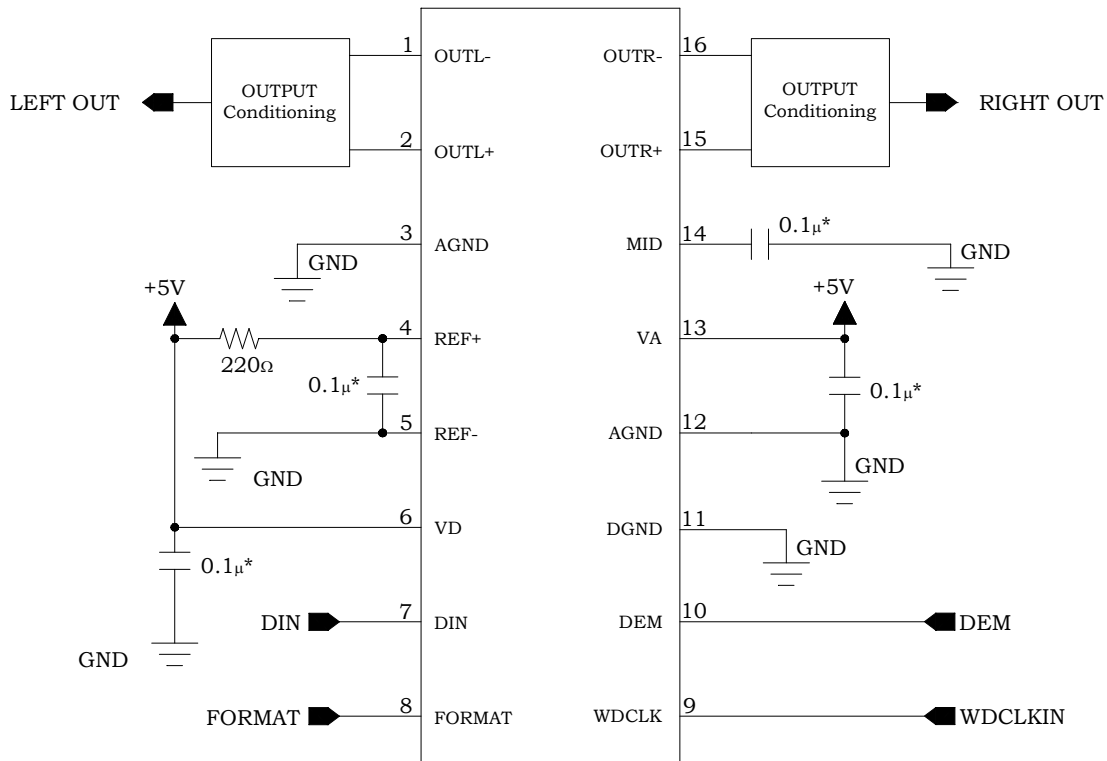 1
OUTL-
OUTR-
16
LEFT OUT
OUTPUT
Conditioning
OUTPUT
Conditioning
RIGHT OUT
2
OUTL+
OUTR+
15
3
AGND
GND
MID
14
0.1μ*
GND
+5V
+5V
4
REF+
220Ω
VA
13
0.1μ*
0.1μ*
5
REF-
GND
AGND
12
GND
6
VD
DGND
11
GND
0.1μ*
GND
DIN
7
DIN
DEM
10
DEM
FORMAT
8
FORMAT
WDCLK
9
WDCLKIN